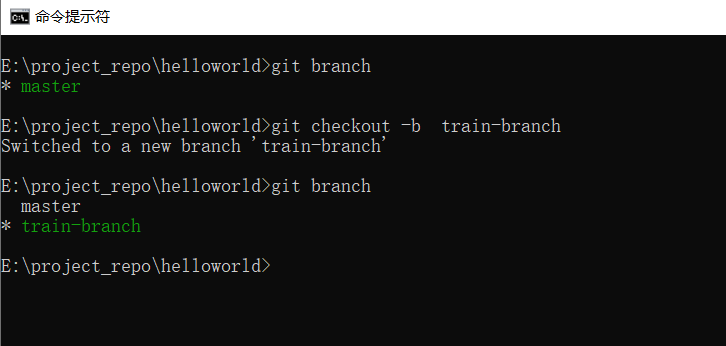 命令提示符
E:\project_repo\helloworld>git branch
* master
E:\project_repo\helloworld>git checkout -b  train-branch
Switched to a new branch 'train-branch'
E:\project_repo\helloworld>git branch
  master
* train-branch
E:\project_repo\helloworld>